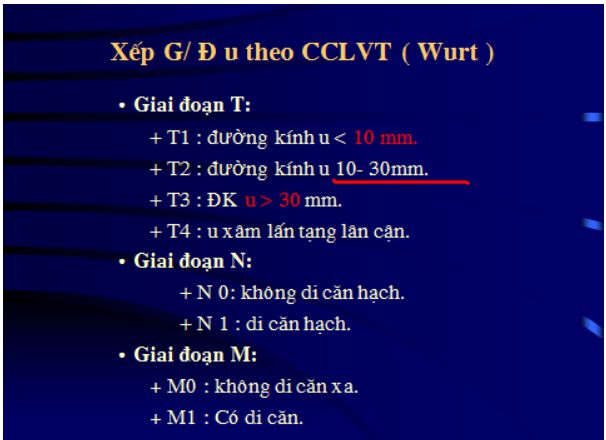 Xếp G/ Đ u theo CCLVT ( Wurt )
• Giai đoạn T:
+ T1 : đường kính u < 10 mm.
+ T2 : đường kính u 10- 30mm.
+ T3 : ĐK u > 30 mm.
+ T4 : u xâm lấn tạng lân cận.
• Giai đoạn N:
+ N 0: không di căn hạch.
+ N 1 : di căn hạch.
• Giai đoạn M:
+ M0 : không di căn xa.
+ M1 : Có di căn.